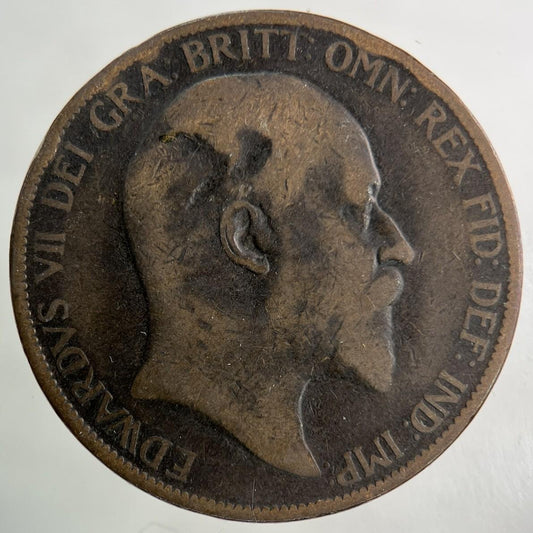 EDWARDVS VII DEI GRA: BRITT: OMN: REX FID: DEF: IND: IMP: